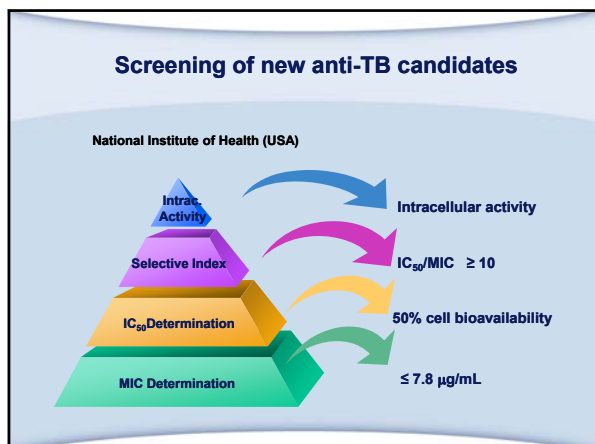 Screening of new anti-TB candidates
National Institute of Health (USA)
Intrac.
Activity
Intracellular activity
Selective Index
IC₅₀/MIC ≥ 10
IC₅₀Determination
50% cell bioavailability
MIC Determination
≤ 7.8 µg/mL